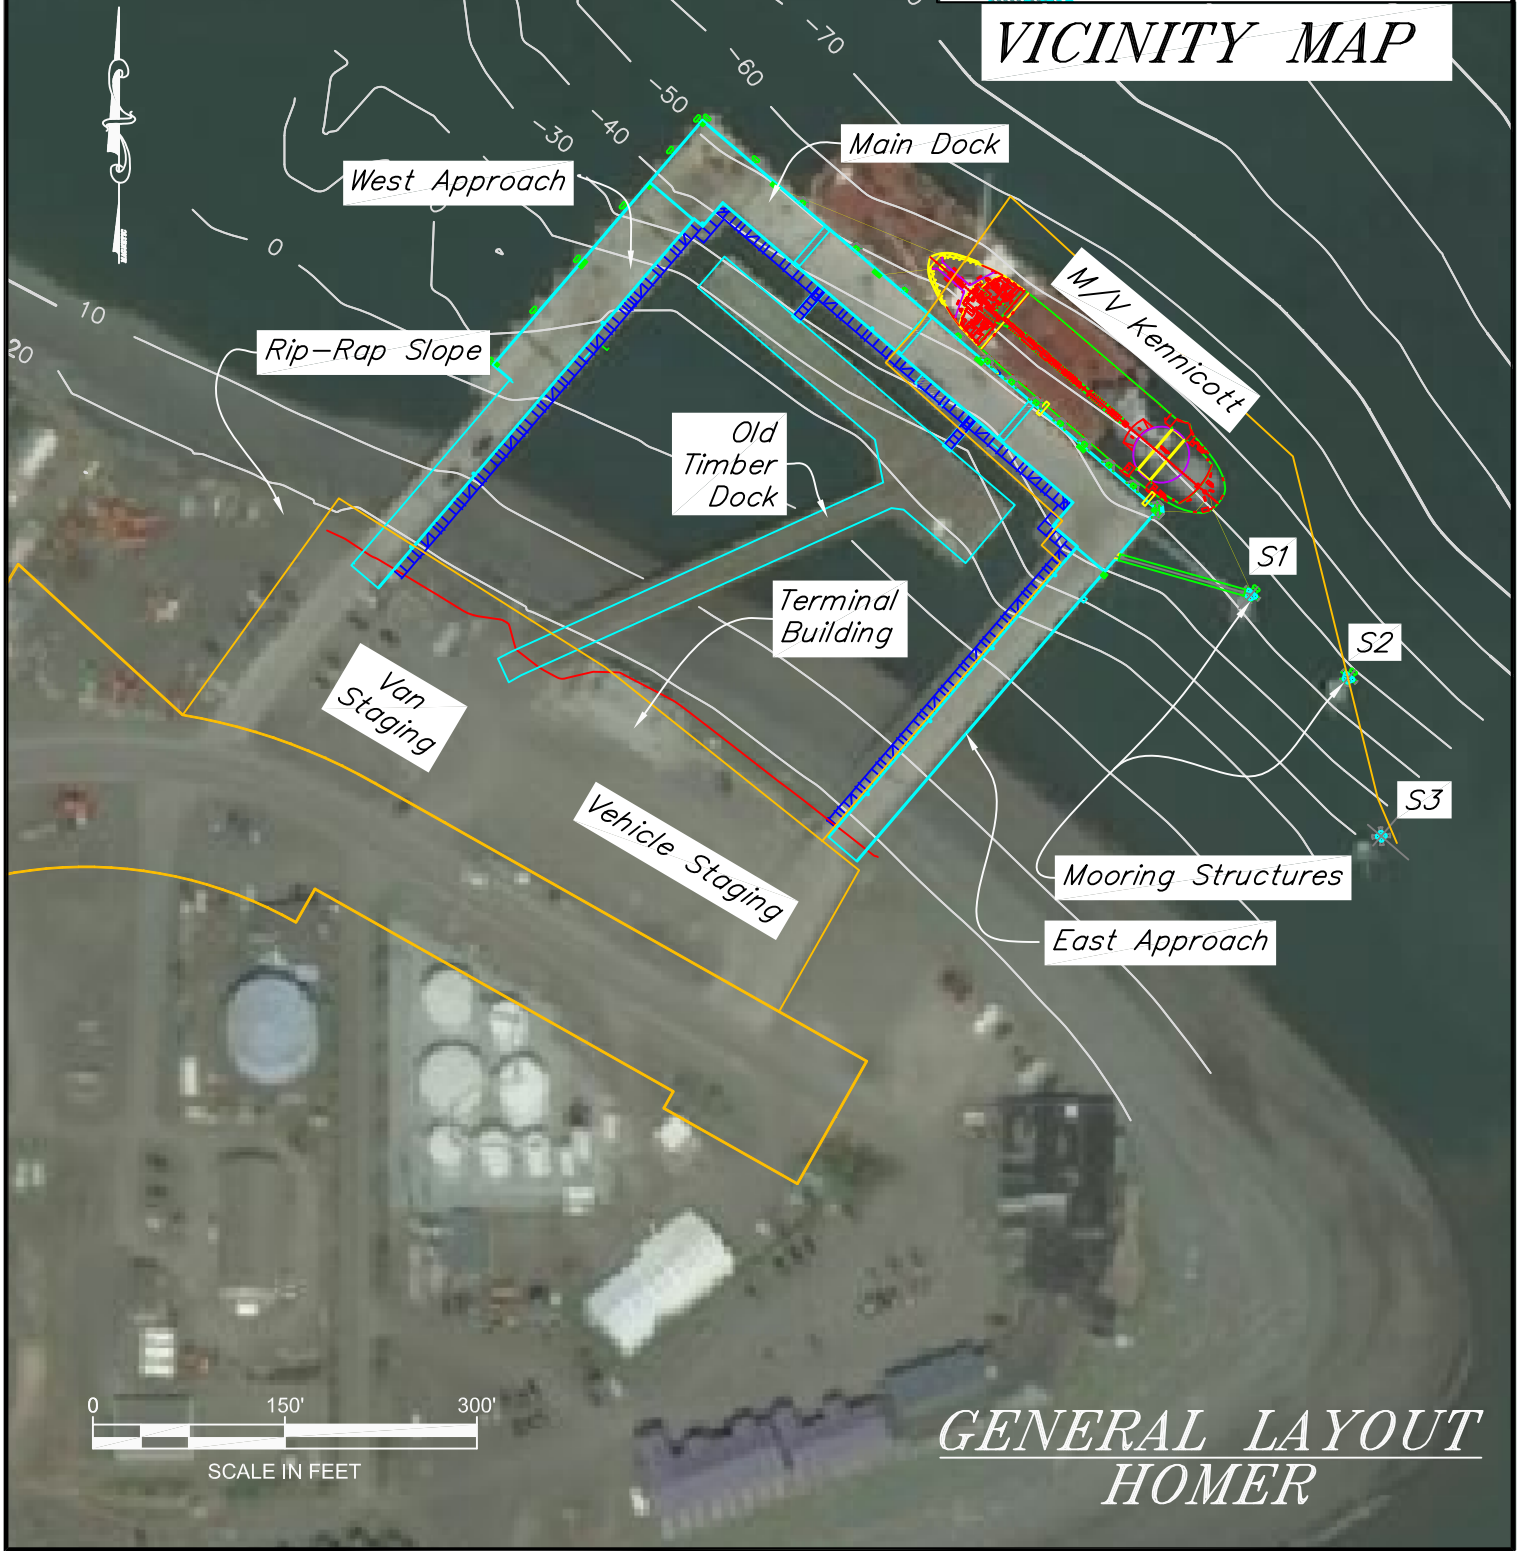 VICINITY MAP
-70
-60
-50
-40
-30
0
0
10
20
Main Dock
West Approach
M/V Kennicott
Rip-Rap Slope
Old
Timber
Dock
S1
Terminal
Building
S2
Van
Staging
S3
Vehicle Staging
Mooring Structures
East Approach
0 150' 300'
SCALE IN FEET
GENERAL LAYOUT
HOMER